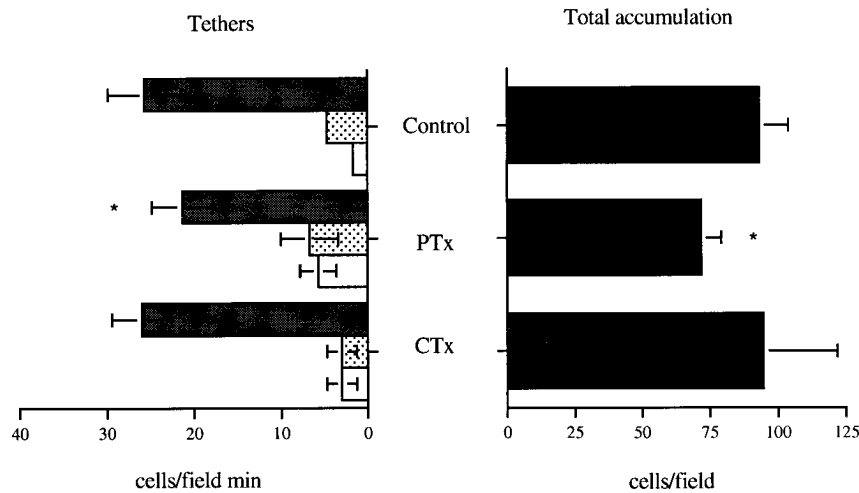 Tethers
Total accumulation
Control
*
PTx
*
CTx
40 30 20 10 0
0 25 50 75 100 125
cells/field min
cells/field